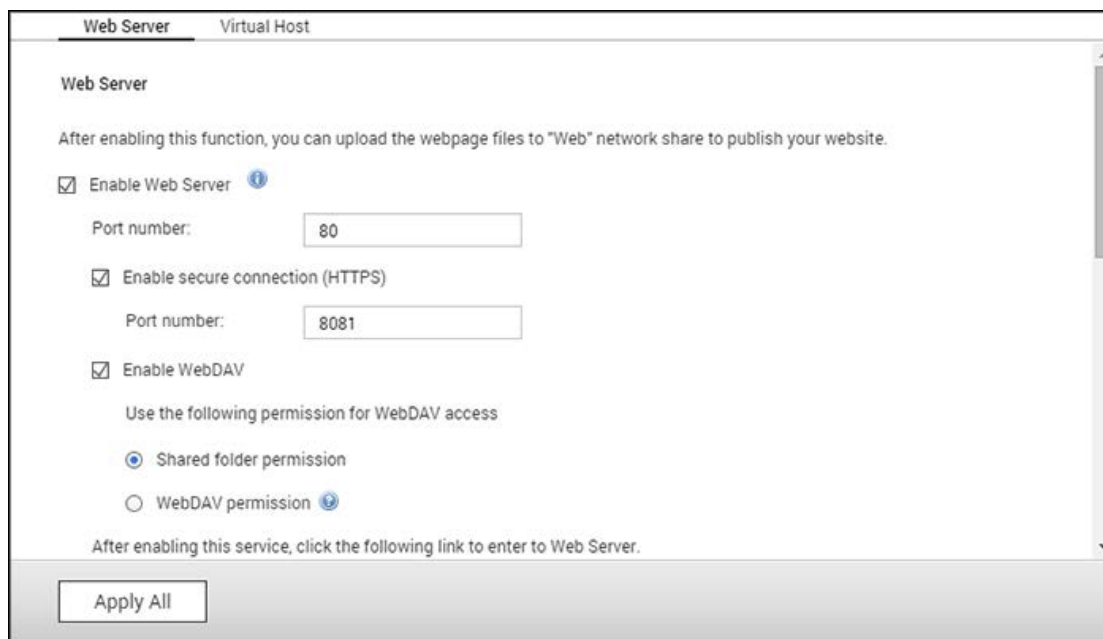 Web Server Virtual Host
Web Server
After enabling this function, you can upload the webpage files to "Web" network share to publish your website.
Enable Web Server
Port number: 80
Enable secure connection (HTTPS)
Port number: 8081
Enable WebDAV
Use the following permission for WebDAV access
Shared folder permission
WebDAV permission
After enabling this service, click the following link to enter to Web Server.
Apply All